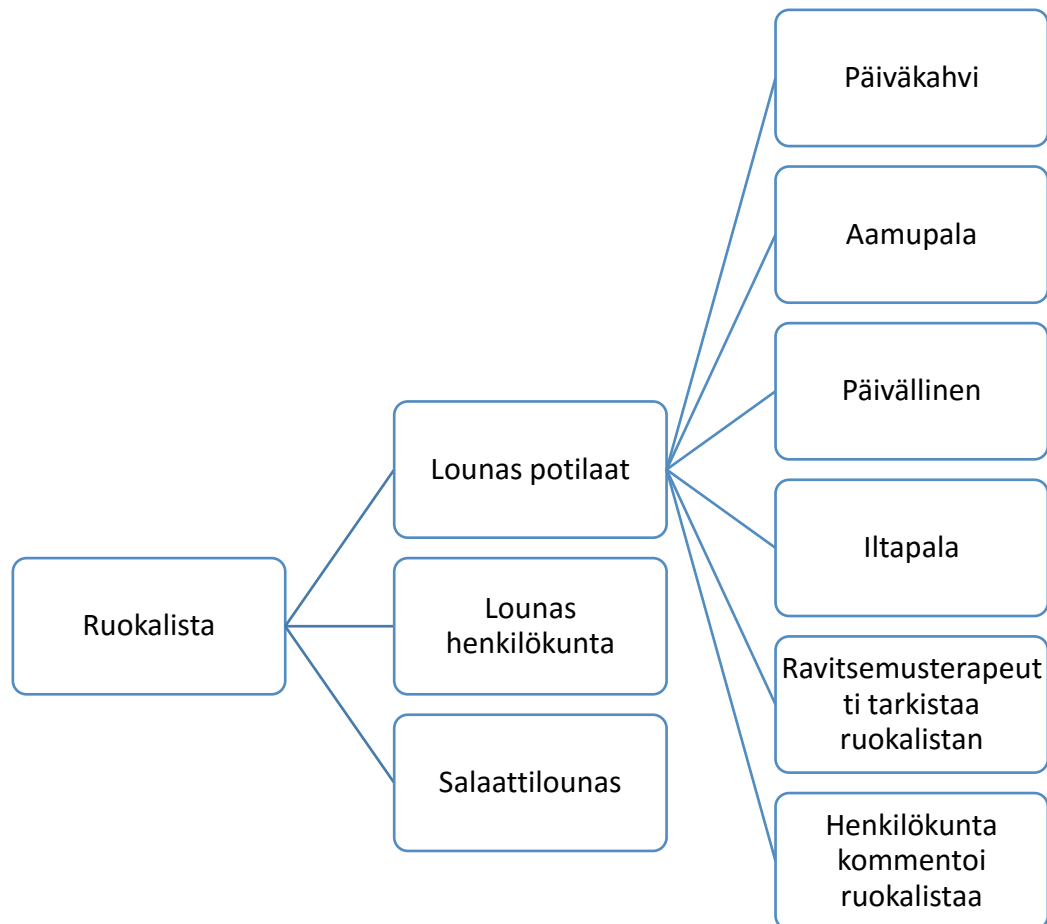 Ruokalista
Lounas potilaat
Lounas
henkilökunta
Salaattilounas
Päiväkahvi
Aamupala
Päivällinen
Iltapala
Ravitsemusterapeut
ti tarkistaa
ruokalistan
Henkilökunta
kommentoi
ruokalistaa